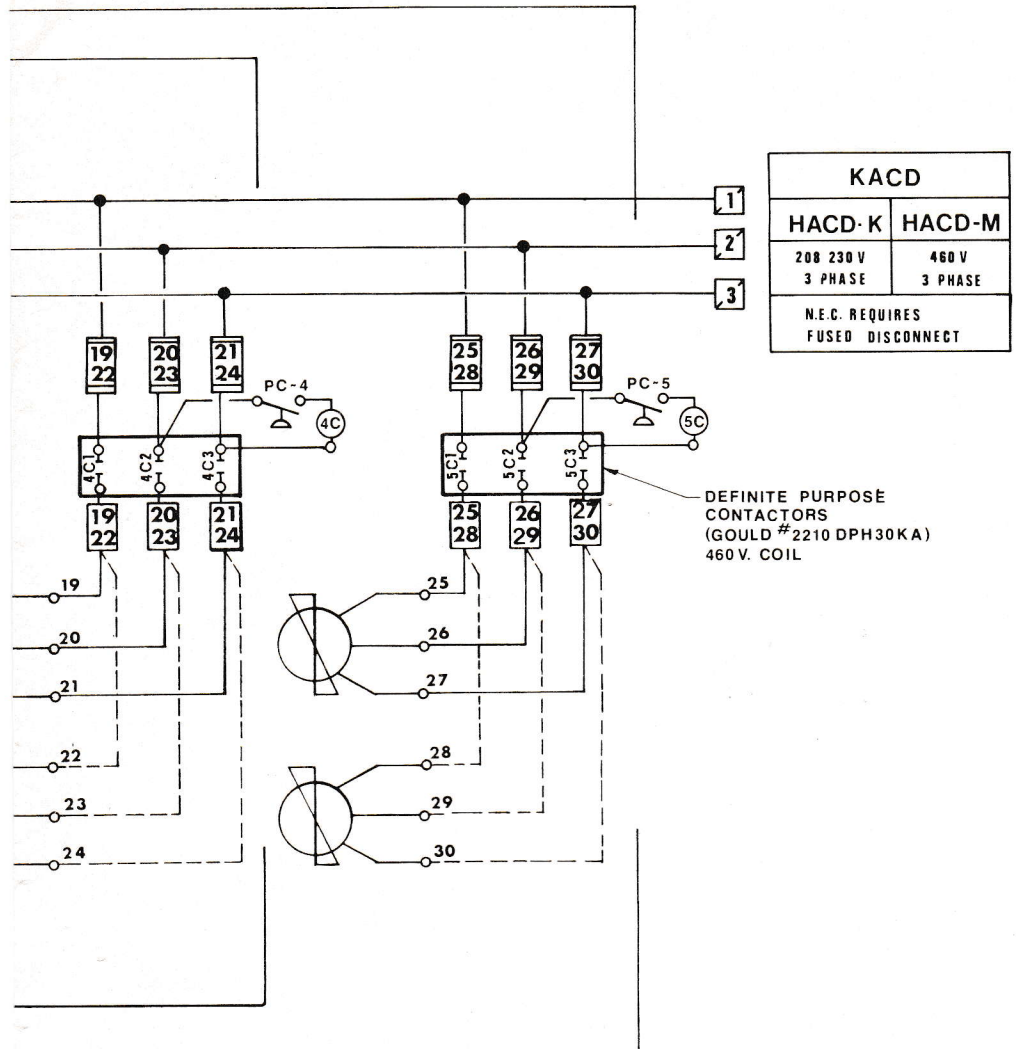 1
2
3
KACD
HACD-K HACD-M
208 230 V 460 V
3 PHASE 3 PHASE
N.E.C. REQUIRES
FUSED DISCONNECT
19 20 21 25 26 27
22 23 24 28 29 30
PC-4 PC-5
4C 5C
4C1 4C2 4C3 5C1 5C2 5C3
DEFINITE PURPOSE
CONTACTORS
(GOULD #2210 DPH30KA)
460 V. COIL
19 20 21 25 26 27
22 23 24 28 29 30
19 25
20 26
21 27
22 28
23 29
24 30